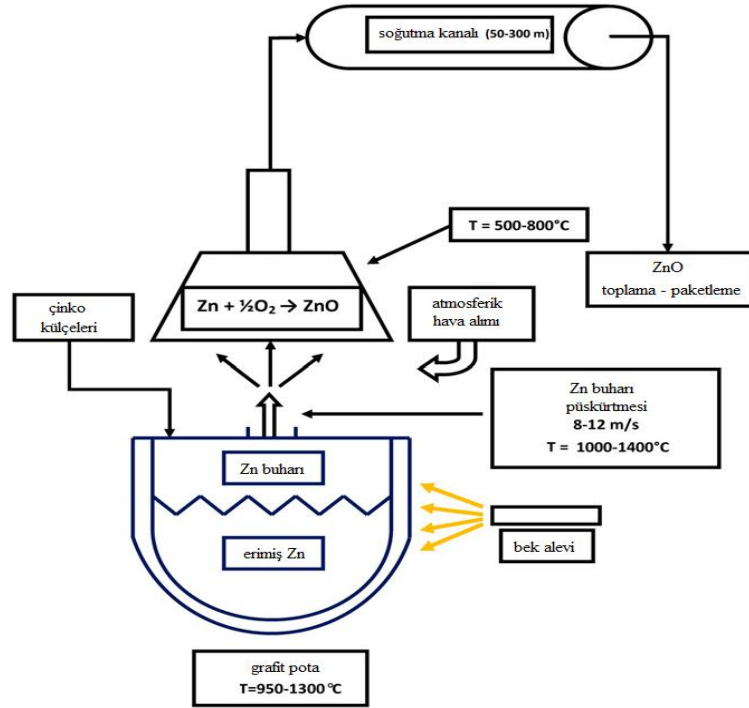 soğutma kanalı (50-300 m)
T = 500-800°C
ZnO
toplama - paketleme
çinko
külçeleri
Zn + ½O₂ → ZnO
atmosferik
hava alımı
Zn buharı
püskürtmesi
8-12 m/s
T = 1000-1400°C
Zn buharı
erimiş Zn
bek alevi
grafit pota
T=950-1300°C